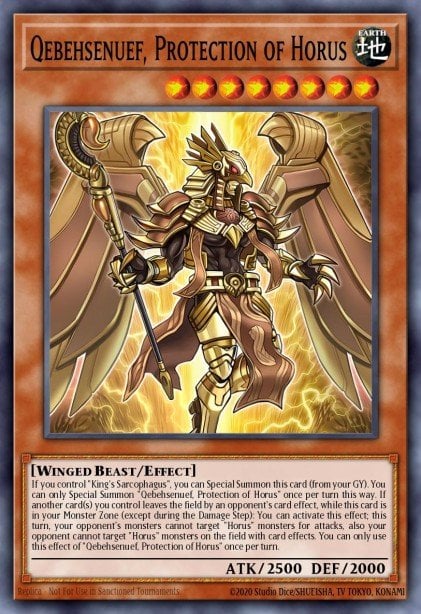 Qebehsenuef, Protection of Horus
EARTH
地
[Winged Beast/Effect]
If you control "King's Sarcophagus", you can Special Summon this card (from your GY). You
can only Special Summon "Qebehsenuef, Protection of Horus" once per turn this way. If
another card(s) you control leaves the field by an opponent's card effect, while this card is
in your Monster Zone (except during the Damage Step): You can activate this effect; this
turn, your opponent's monsters cannot target "Horus" monsters for attacks, also your
opponent cannot target "Horus" monsters on the field with card effects. You can only use
this effect of "Qebehsenuef, Protection of Horus" once per turn.
ATK/2500 DEF/2000
Replica - Not For Use in Sanctioned Tournaments
©2020 Studio Dice/SHUEISHA, TV TOKYO, KONAMI